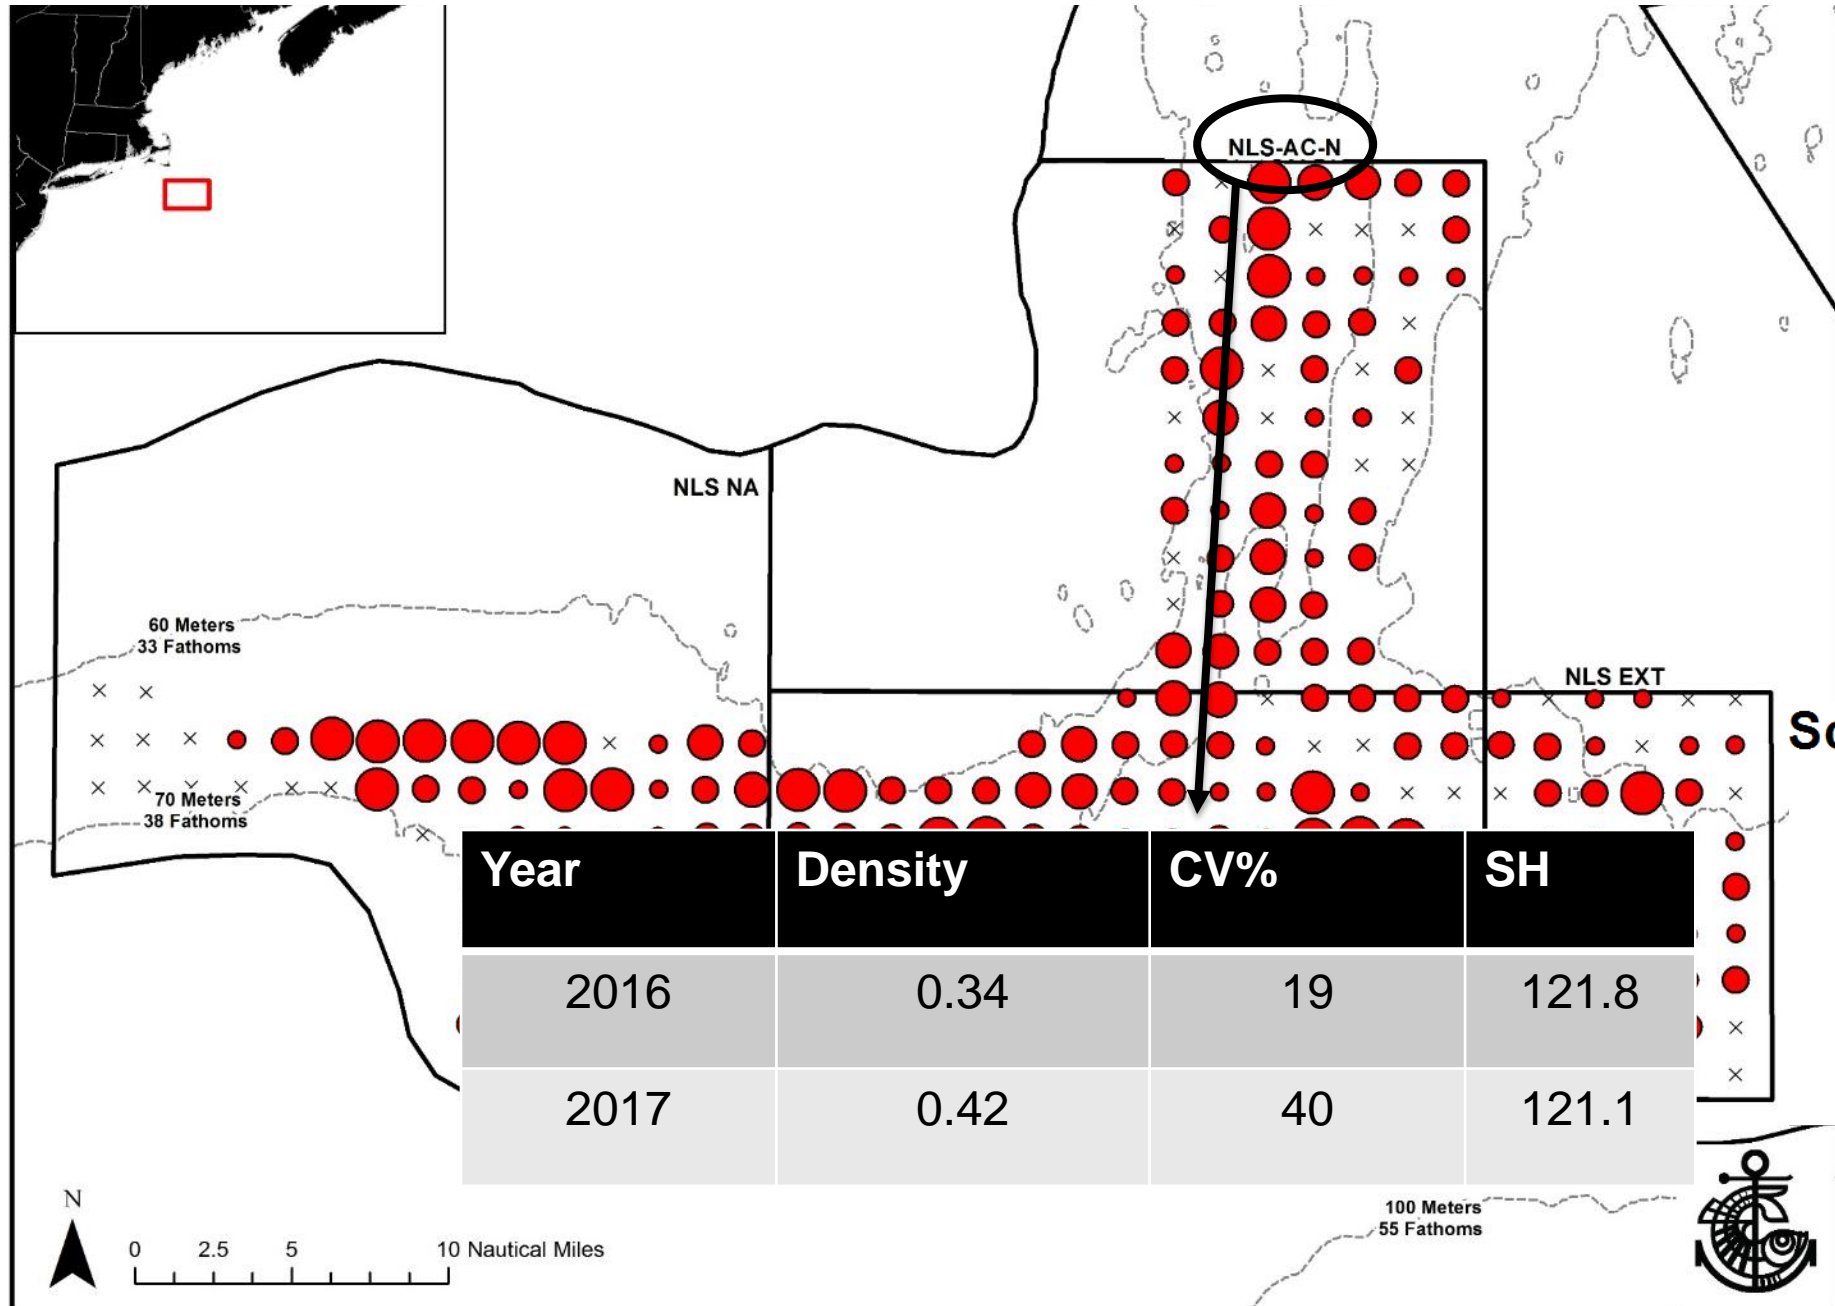 NLS-AC-N
NLS NA
60 Meters
33 Fathoms
NLS EXT
70 Meters
38 Fathoms
Year Density CV% SH
2016 0.34 19 121.8
2017 0.42 40 121.1
100 Meters
55 Fathoms
N
0 2.5 5 10 Nautical Miles